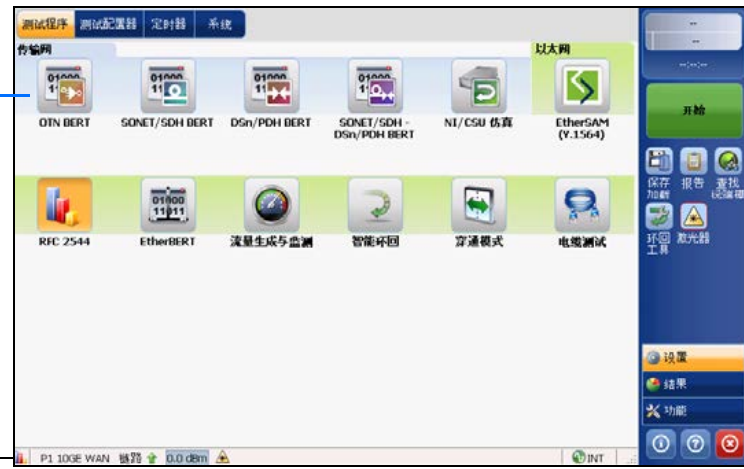 测试程序 测试配置器 定时器 系统
传输网 以太网
OTN BERT
SONET/SDH BERT
DSn/PDH BERT
SONET/SDH - DSn/PDH BERT
NI/CSU 仿真
EtherSAM (Y.1564)
RFC 2544
EtherBERT
流量生成与监测
智能环回
穿通模式
电缆测试
P1 10GE WAN 链路 0.0 dBm
INT
--
--
--:--:--
开始
保存 加载
报告
查找
环回 工具
激光器
设置
结果
功能